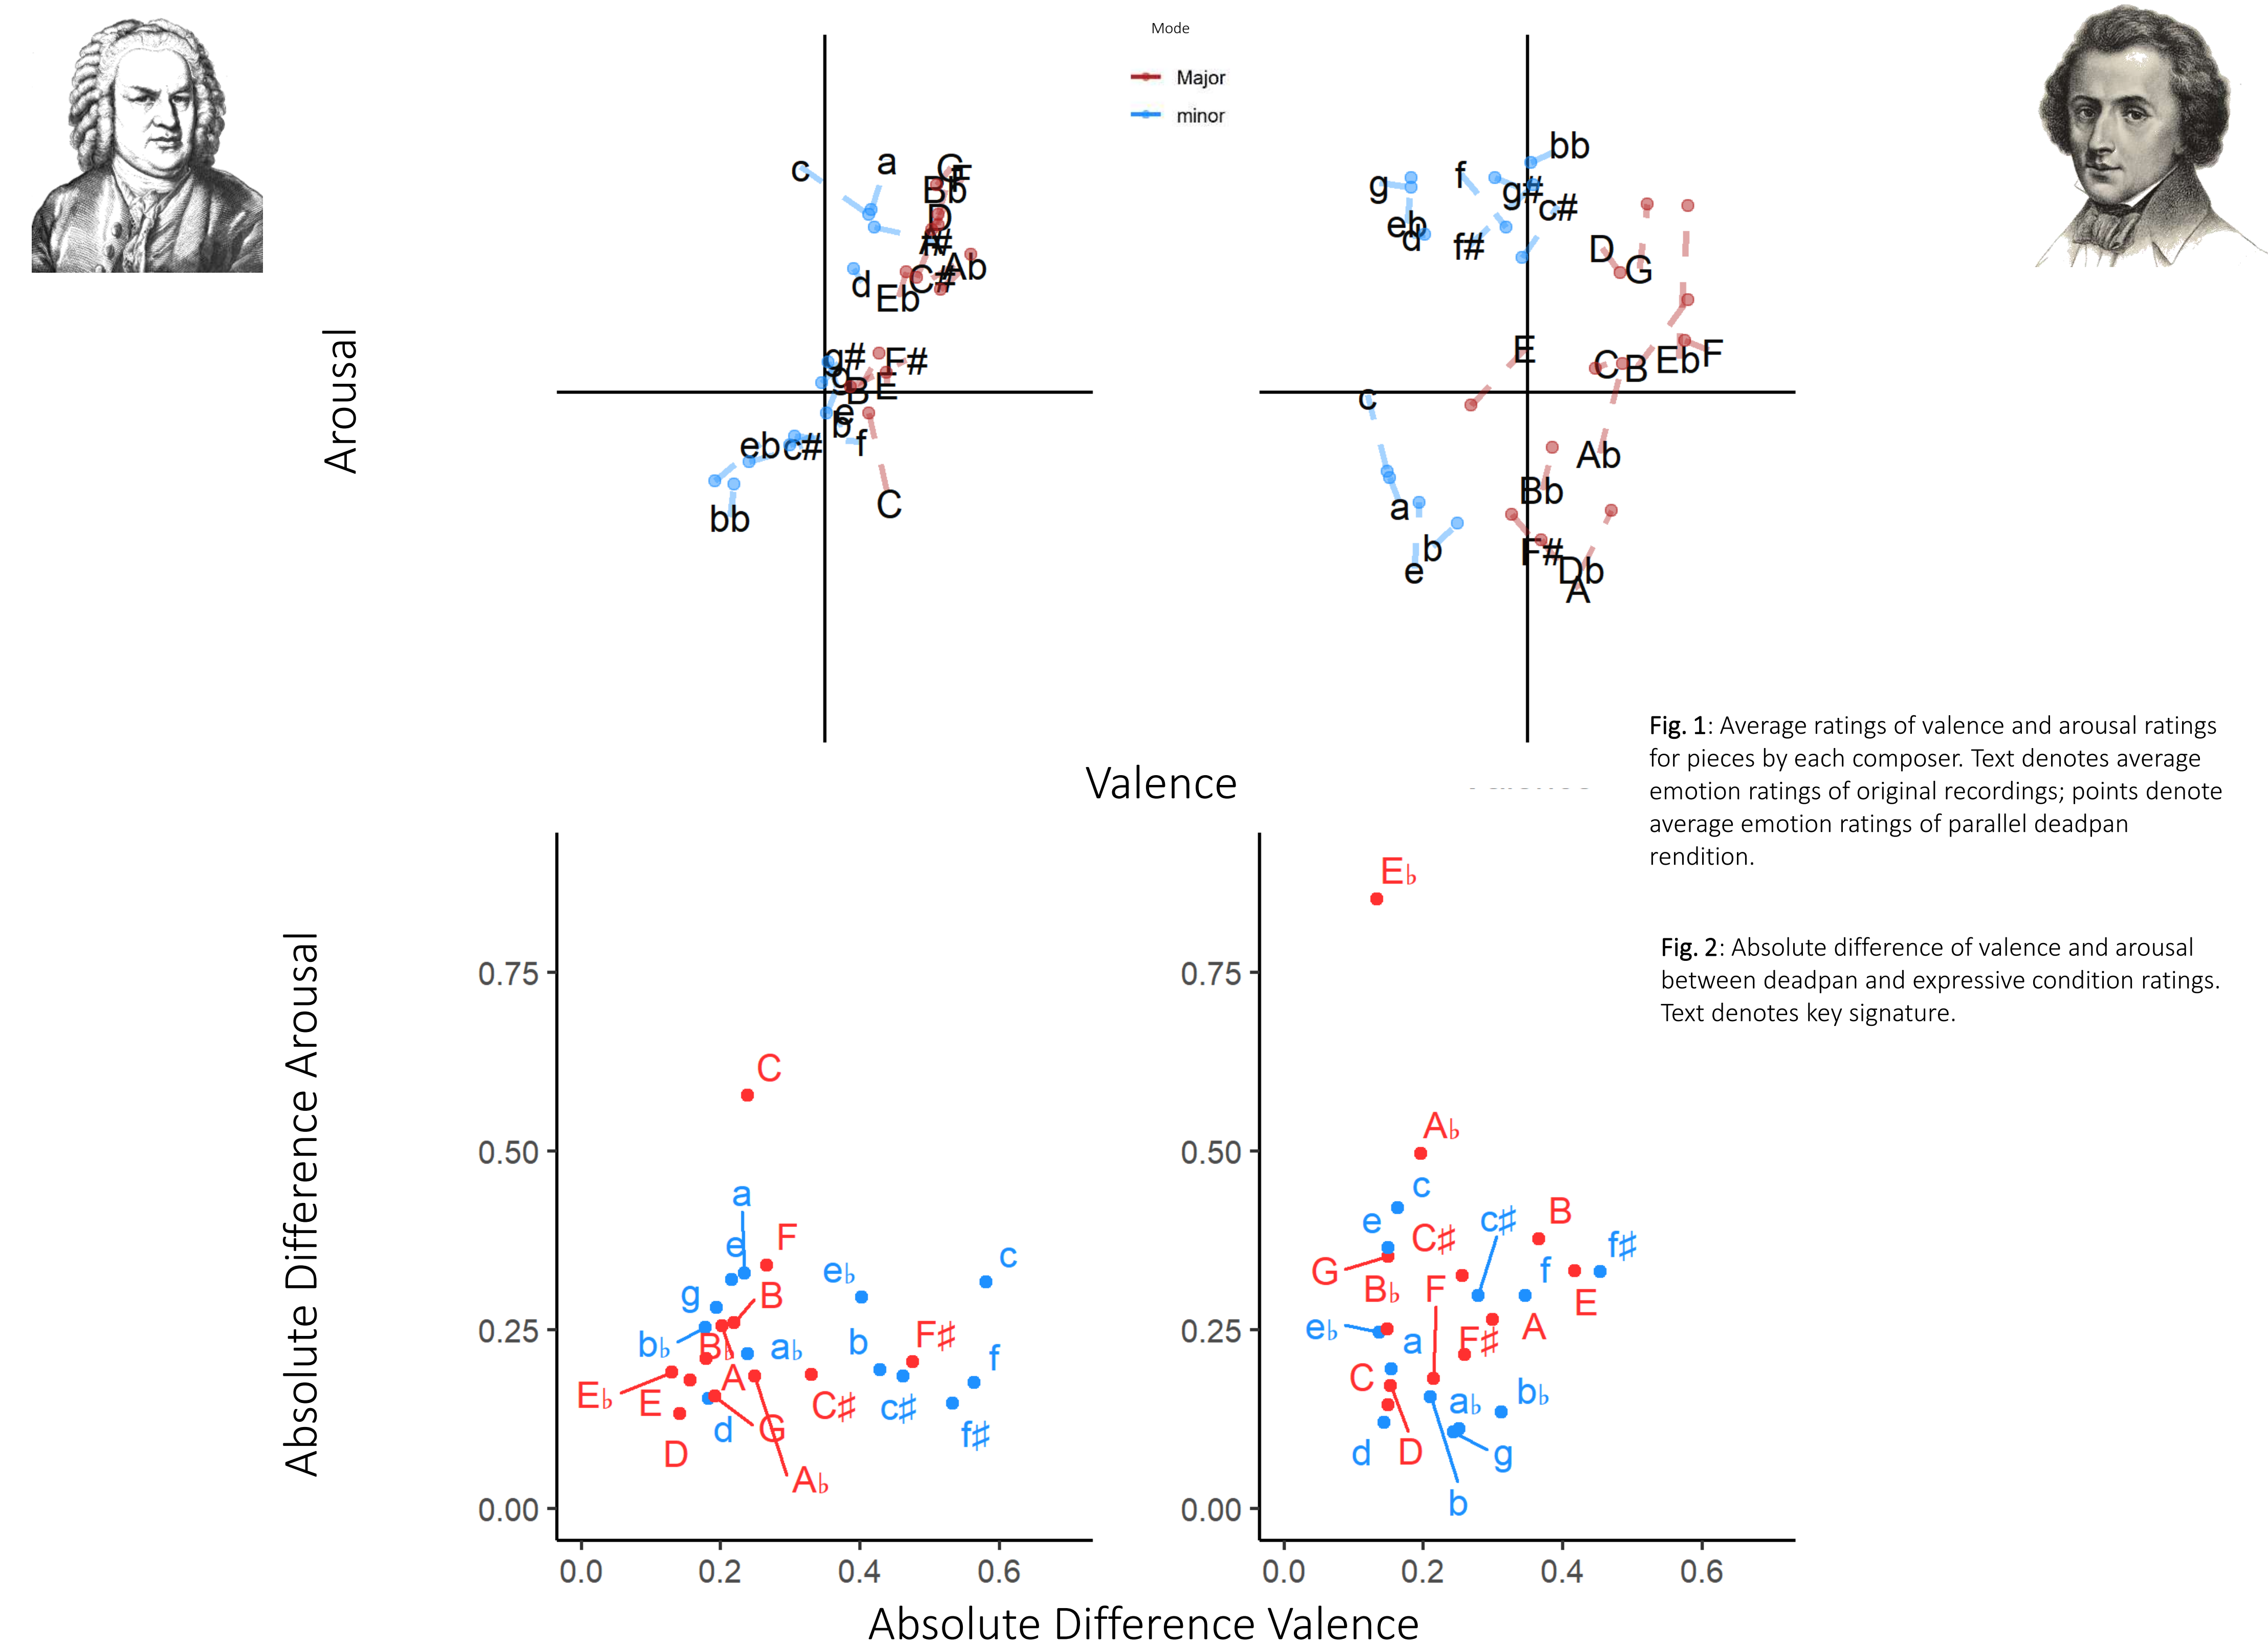 Mode
Major
minor
Arousal
c
a
G
F
Bb
D
A
f#
Ab
C#
d
Eb
g#
F#
g
B
E
e
b
f
eb
c#
C
bb
bb
g
f
g#
c#
eb
d
f#
D
G
E
C
B
Eb
F
c
Ab
Bb
a
b
e
F#
Db
A
Valence
Fig. 1: Average ratings of valence and arousal ratings
for pieces by each composer. Text denotes average
emotion ratings of original recordings; points denote
average emotion ratings of parallel deadpan
rendition.
Fig. 2: Absolute difference of valence and arousal
between deadpan and expressive condition ratings.
Text denotes key signature.
Absolute Difference Arousal
0.75
0.50
0.25
0.00
C
a
e
F
g
B
e♭
c
b♭
B♭
a♭
b
F♯
f
E♭
E
A
C♯
c♯
f♯
D
d
G
A♭
0.0 0.2 0.4 0.6
0.75
0.50
0.25
0.00
E♭
A♭
c
e
C♯
c♯
B
f♯
G
B♭
F
f
E
e♭
a
F♯
A
C
a♭
b♭
d
D
g
b
0.0 0.2 0.4 0.6
Absolute Difference Valence